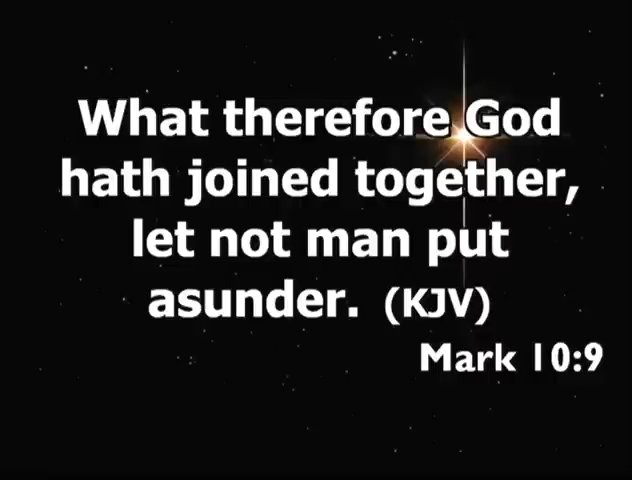 What therefore God
hath joined together,
let not man put
asunder. (KJV)
Mark 10:9